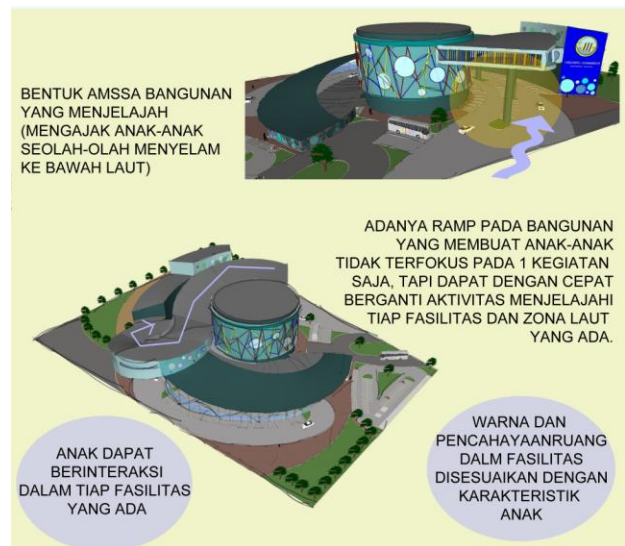 BENTUK AMSSA BANGUNAN
YANG MENJELAJAH
(MENGAJAK ANAK-ANAK
SEOLAH-OLAH MENYELAM
KE BAWAH LAUT)
ADANYA RAMP PADA BANGUNAN
YANG MEMBUAT ANAK-ANAK
TIDAK TERFOKUS PADA 1 KEGIATAN
SAJA, TAPI DAPAT DENGAN CEPAT
BERGANTI AKTIVITAS MENJELAJAHI
TIAP FASILITAS DAN ZONA LAUT
YANG ADA.
ANAK DAPAT
BERINTERAKSI
DALAM TIAP FASILITAS
YANG ADA
WARNA DAN
PENCAHAYAANRUANG
DALM FASILITAS
DISESUAIKAN DENGAN
KARAKTERISTIK
ANAK